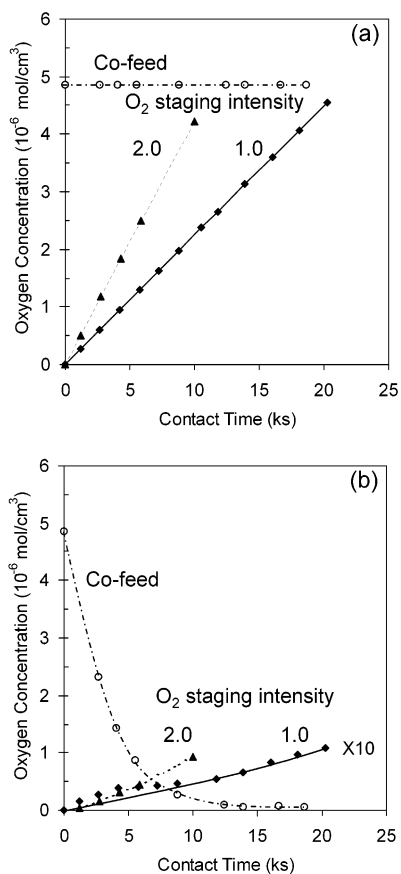 (a)
Co-feed
O₂ staging intensity
2.0 1.0
6
5
4
3
2
1
0
Oxygen Concentration (10⁻⁶ mol/cm³)
0 5 10 15 20 25
Contact Time (ks)
(b)
Co-feed
O₂ staging intensity
2.0 1.0
X10
6
5
4
3
2
1
0
Oxygen Concentration (10⁻⁶ mol/cm³)
0 5 10 15 20 25
Contact Time (ks)